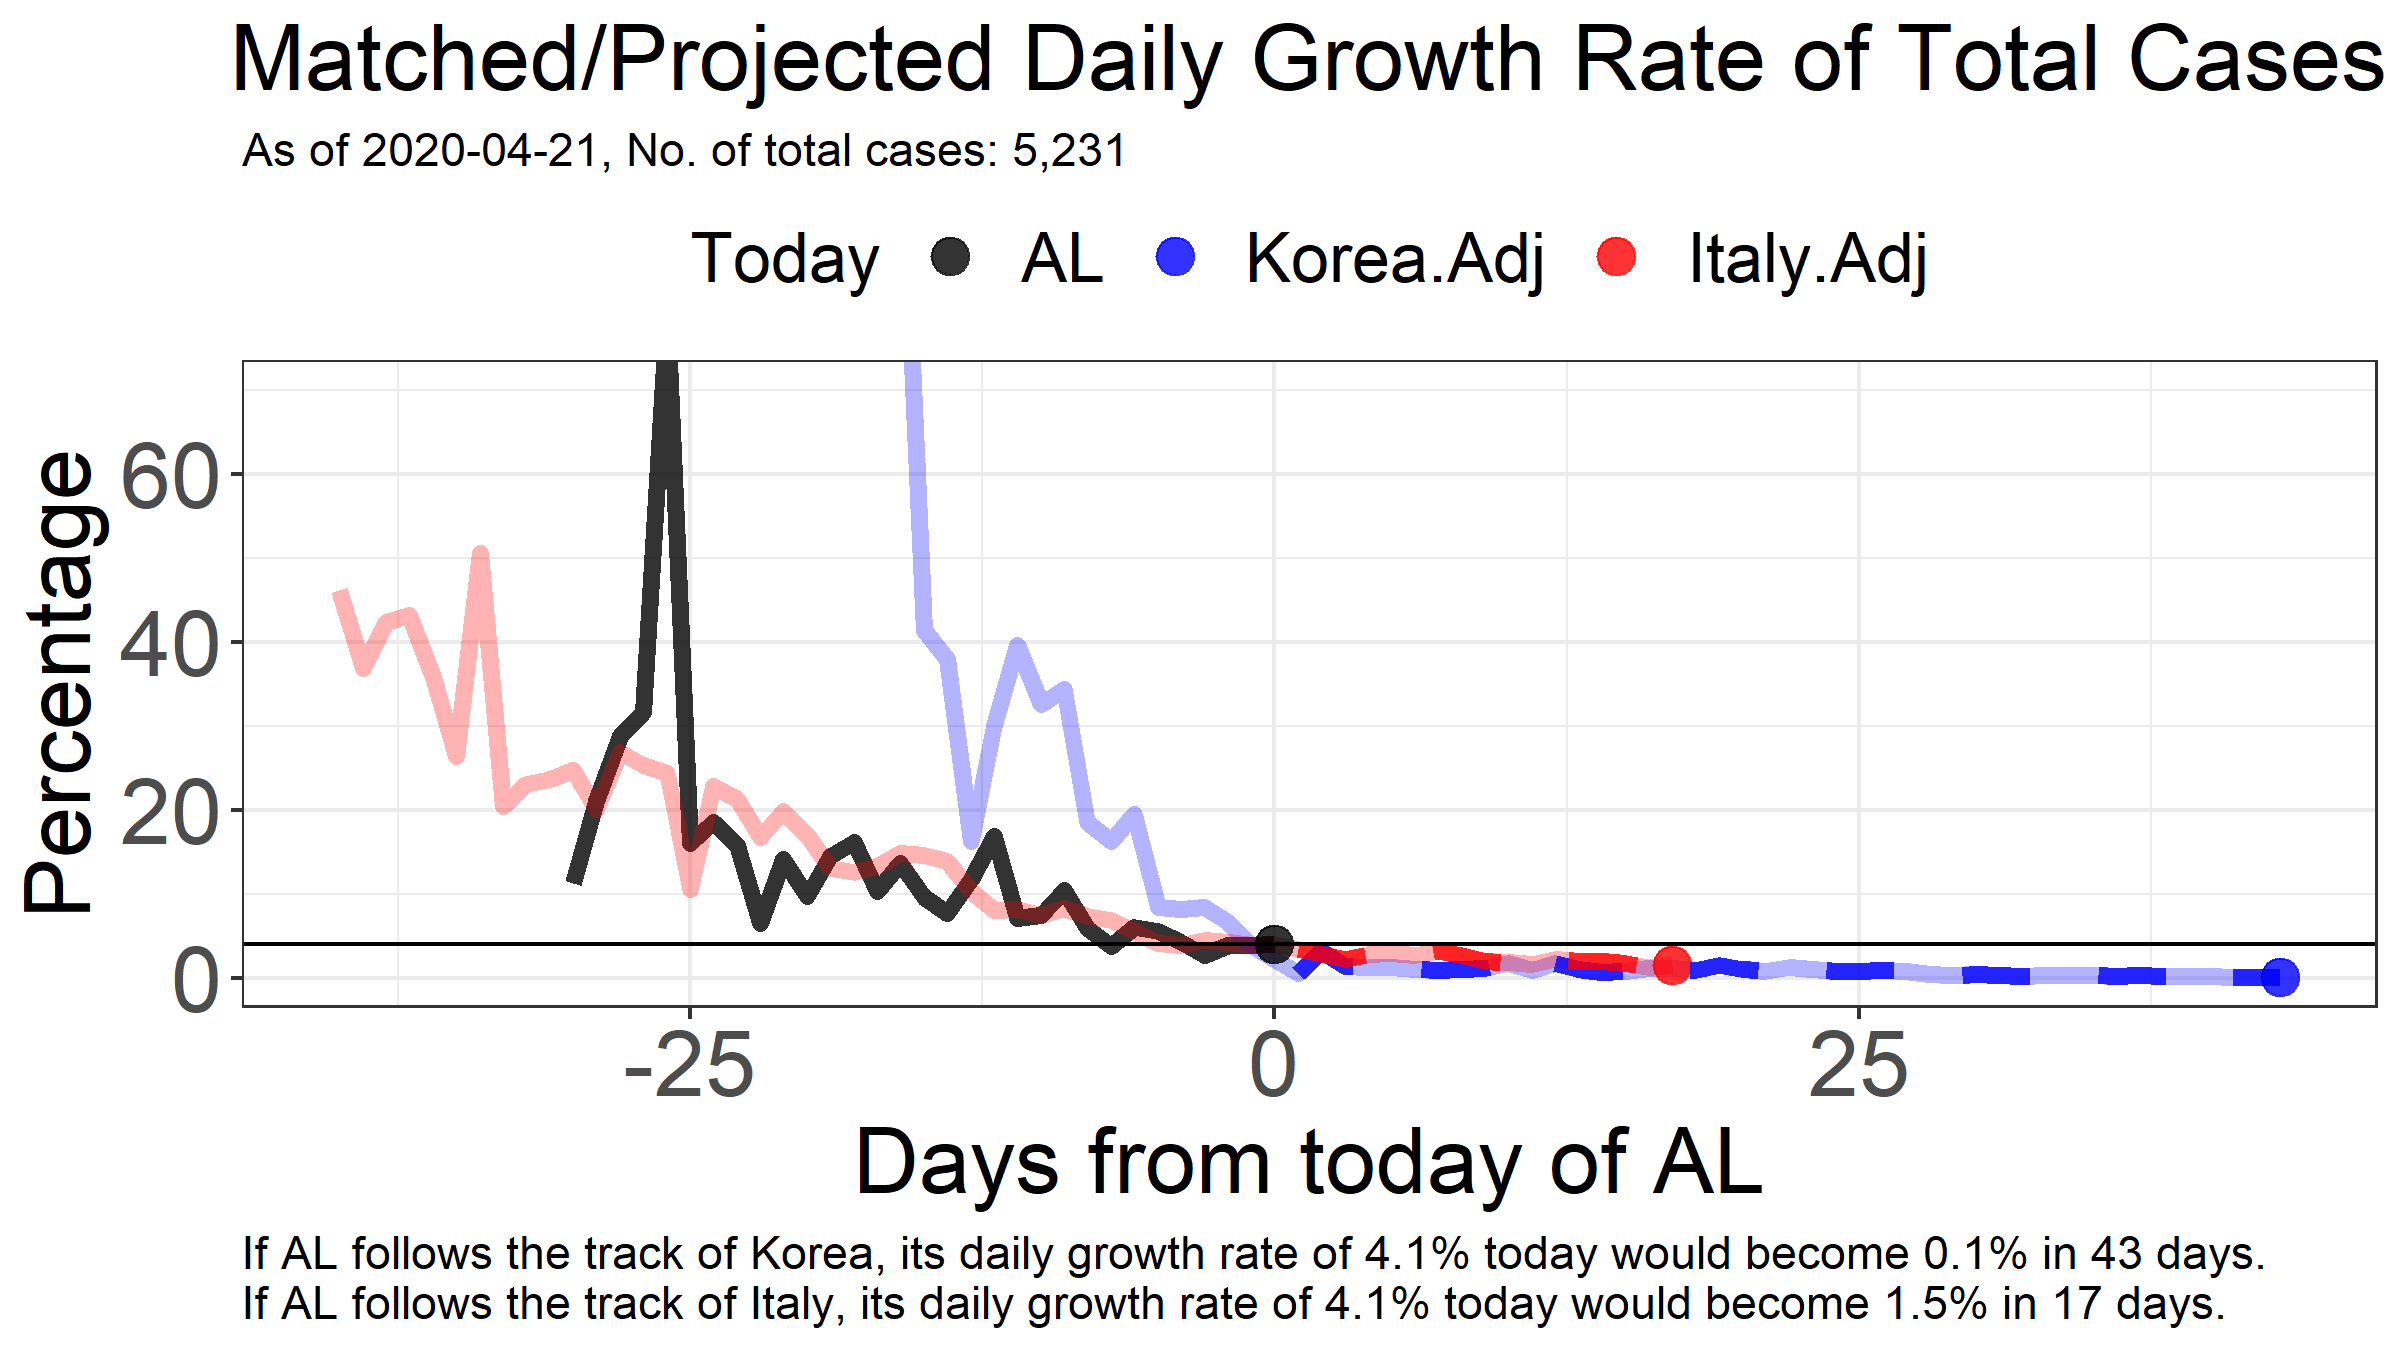 Matched/Projected Daily Growth Rate of Total Cases
As of 2020-04-21, No. of total cases: 5,231
Today AL Korea.Adj Italy.Adj
Percentage
60
40
20
0
-25 0 25
Days from today of AL
If AL follows the track of Korea, its daily growth rate of 4.1% today would become 0.1% in 43 days.
If AL follows the track of Italy, its daily growth rate of 4.1% today would become 1.5% in 17 days.